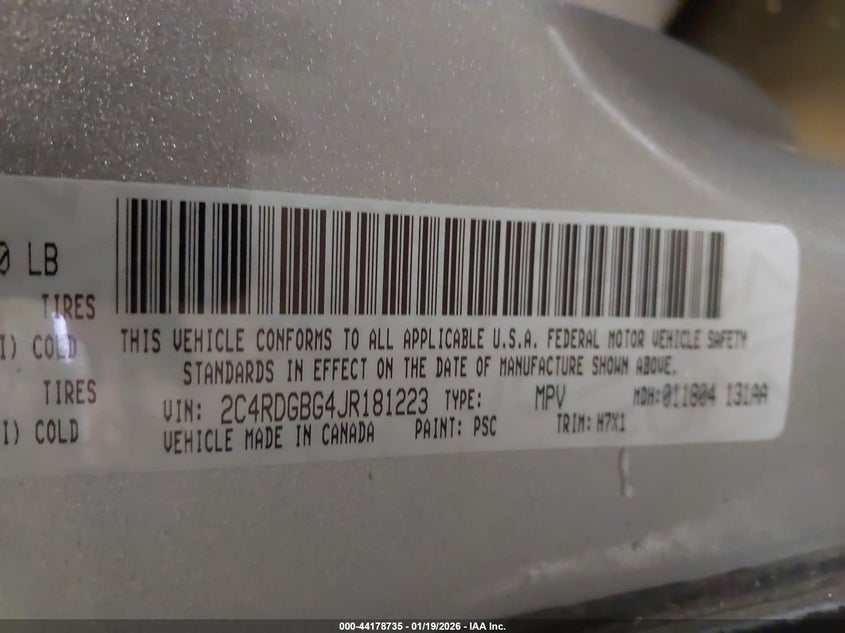 0 LB
TIRES
I) COLD
TIRES
I) COLD
THIS VEHICLE CONFORMS TO ALL APPLICABLE U.S.A. FEDERAL MOTOR VEHICLE SAFETY
STANDARDS IN EFFECT ON THE DATE OF MANUFACTURE SHOWN ABOVE.
VIN: 2C4RDGBG4JR181223 TYPE: MPV MDH:011804 131AA
VEHICLE MADE IN CANADA PAINT: PSC TRIM: H7X1
000-44178735 - 01/19/2026 - IAA Inc.